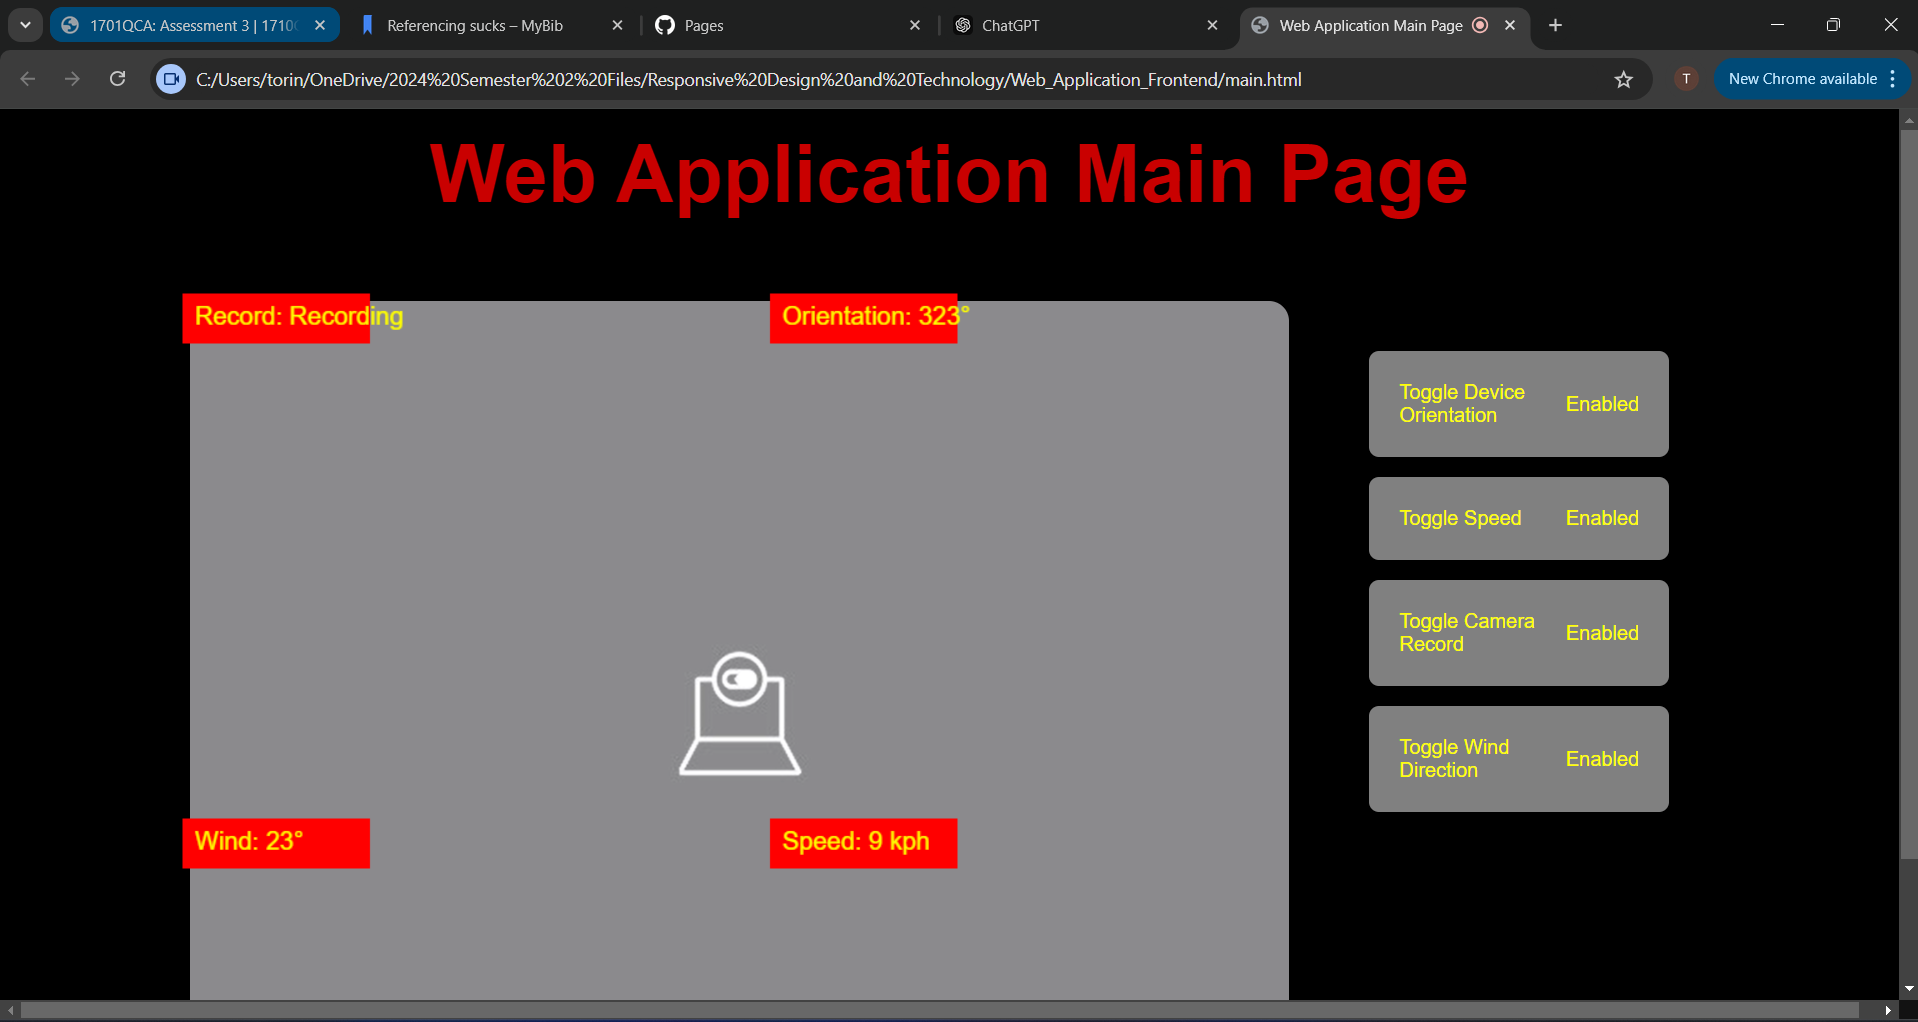 1701QCA: Assessment 3 | 1710
Referencing sucks – MyBib
Pages
ChatGPT
Web Application Main Page
C:/Users/torin/OneDrive/2024%20Semester%202%20Files/Responsive%20Design%20and%20Technology/Web_Application_Frontend/main.html
T
New Chrome available
Web Application Main Page
Record: Recording
Orientation: 323°
Toggle Device
Orientation
Enabled
Toggle Speed
Enabled
Toggle Camera
Record
Enabled
Toggle Wind
Direction
Enabled
Wind: 23°
Speed: 9 kph